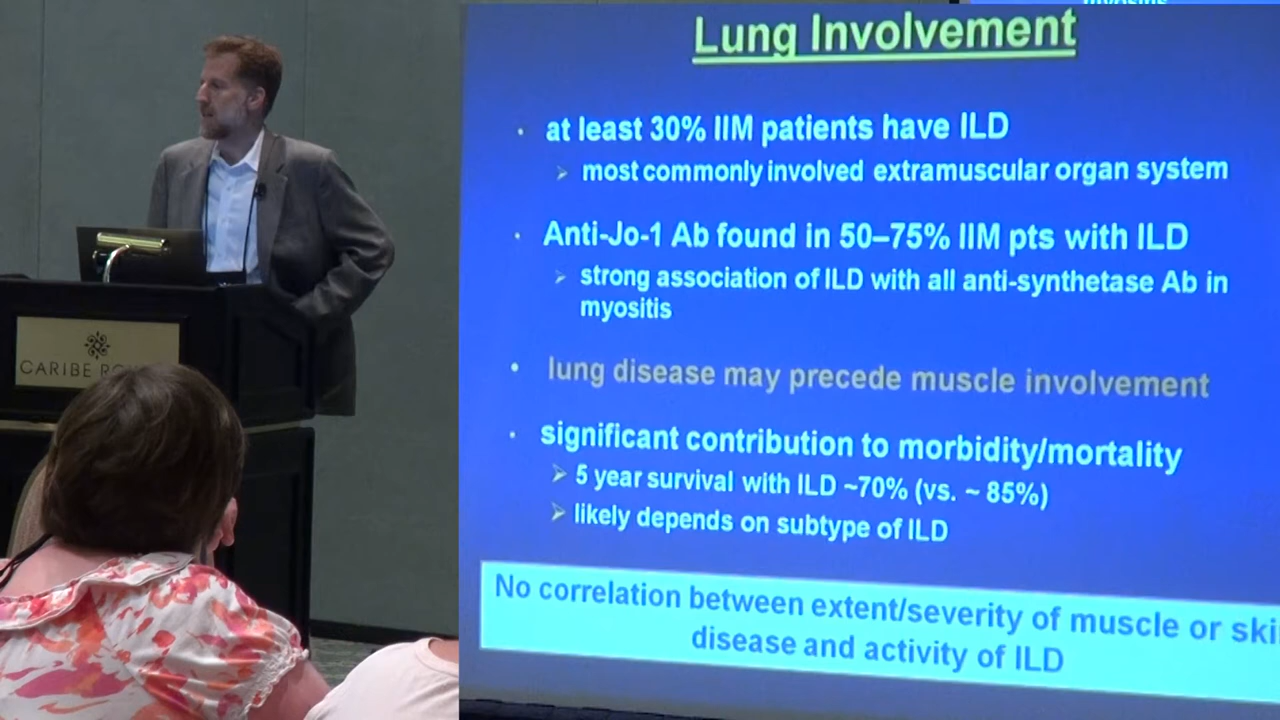 myositis
Lung Involvement
at least 30% IIM patients have ILD
most commonly involved extramuscular organ system
Anti-Jo-1 Ab found in 50–75% IIM pts with ILD
strong association of ILD with all anti-synthetase Ab in
myositis
lung disease may precede muscle involvement
significant contribution to morbidity/mortality
5 year survival with ILD ~70% (vs. ~ 85%)
likely depends on subtype of ILD
No correlation between extent/severity of muscle or ski
disease and activity of ILD
CARIBE RO